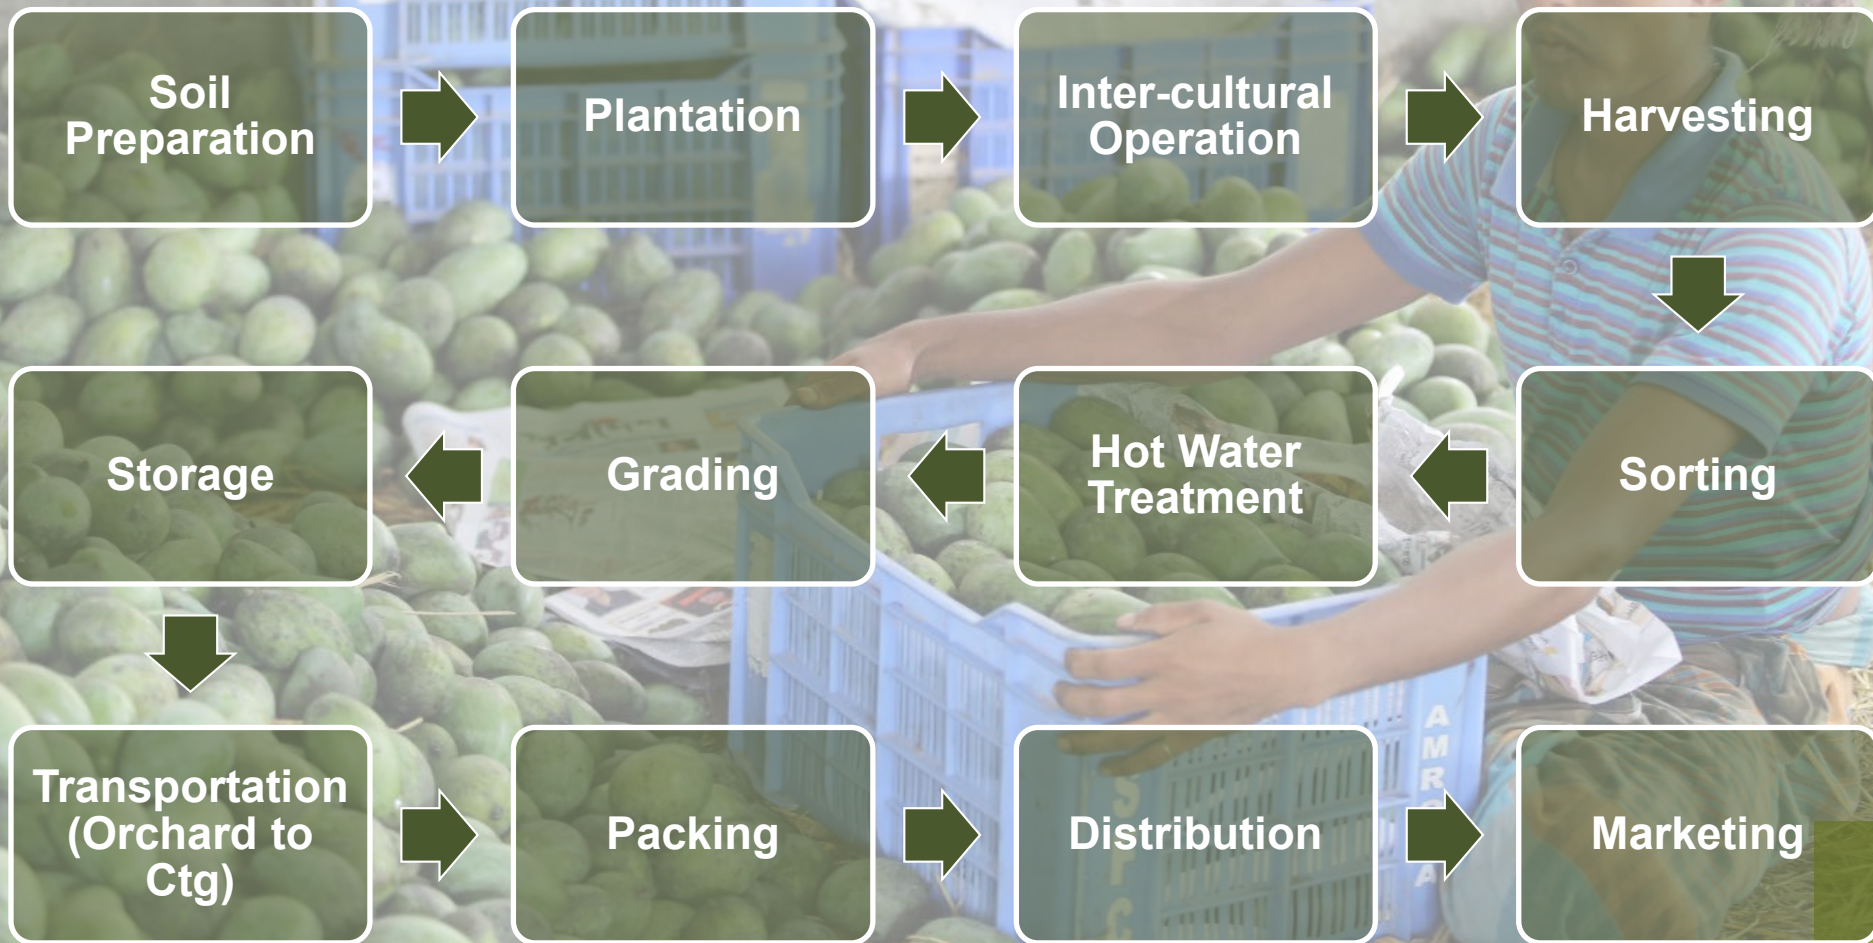 Soil
Preparation
Plantation
Inter-cultural
Operation
Harvesting
Storage
Grading
Hot Water
Treatment
Sorting
Transportation
(Orchard to
Ctg)
Packing
Distribution
Marketing